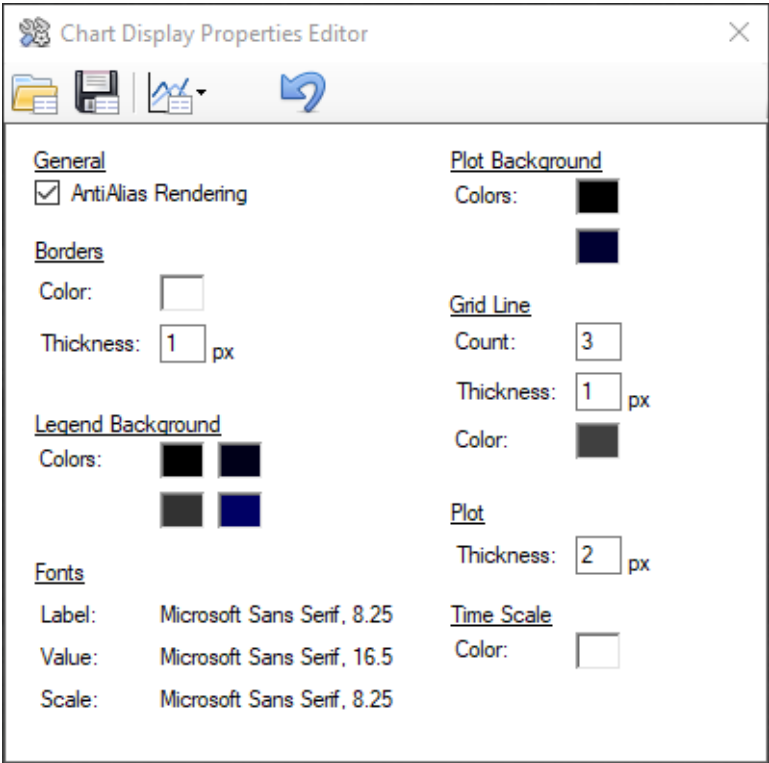 Chart Display Properties Editor
General
AntiAlias Rendering
Borders
Color:
Thickness: 1 px
Legend Background
Colors:
Fonts
Label: Microsoft Sans Serif, 8.25
Value: Microsoft Sans Serif, 16.5
Scale: Microsoft Sans Serif, 8.25
Plot Background
Colors:
Grid Line
Count: 3
Thickness: 1 px
Color:
Plot
Thickness: 2 px
Time Scale
Color: